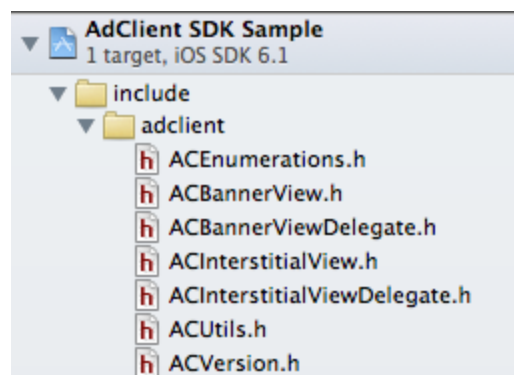 AdClient SDK Sample
1 target, iOS SDK 6.1
include
adclient
h ACEnumerations.h
h ACBannerView.h
h ACBannerViewDelegate.h
h ACInterstitialView.h
h ACInterstitialViewDelegate.h
h ACUtils.h
h ACVersion.h